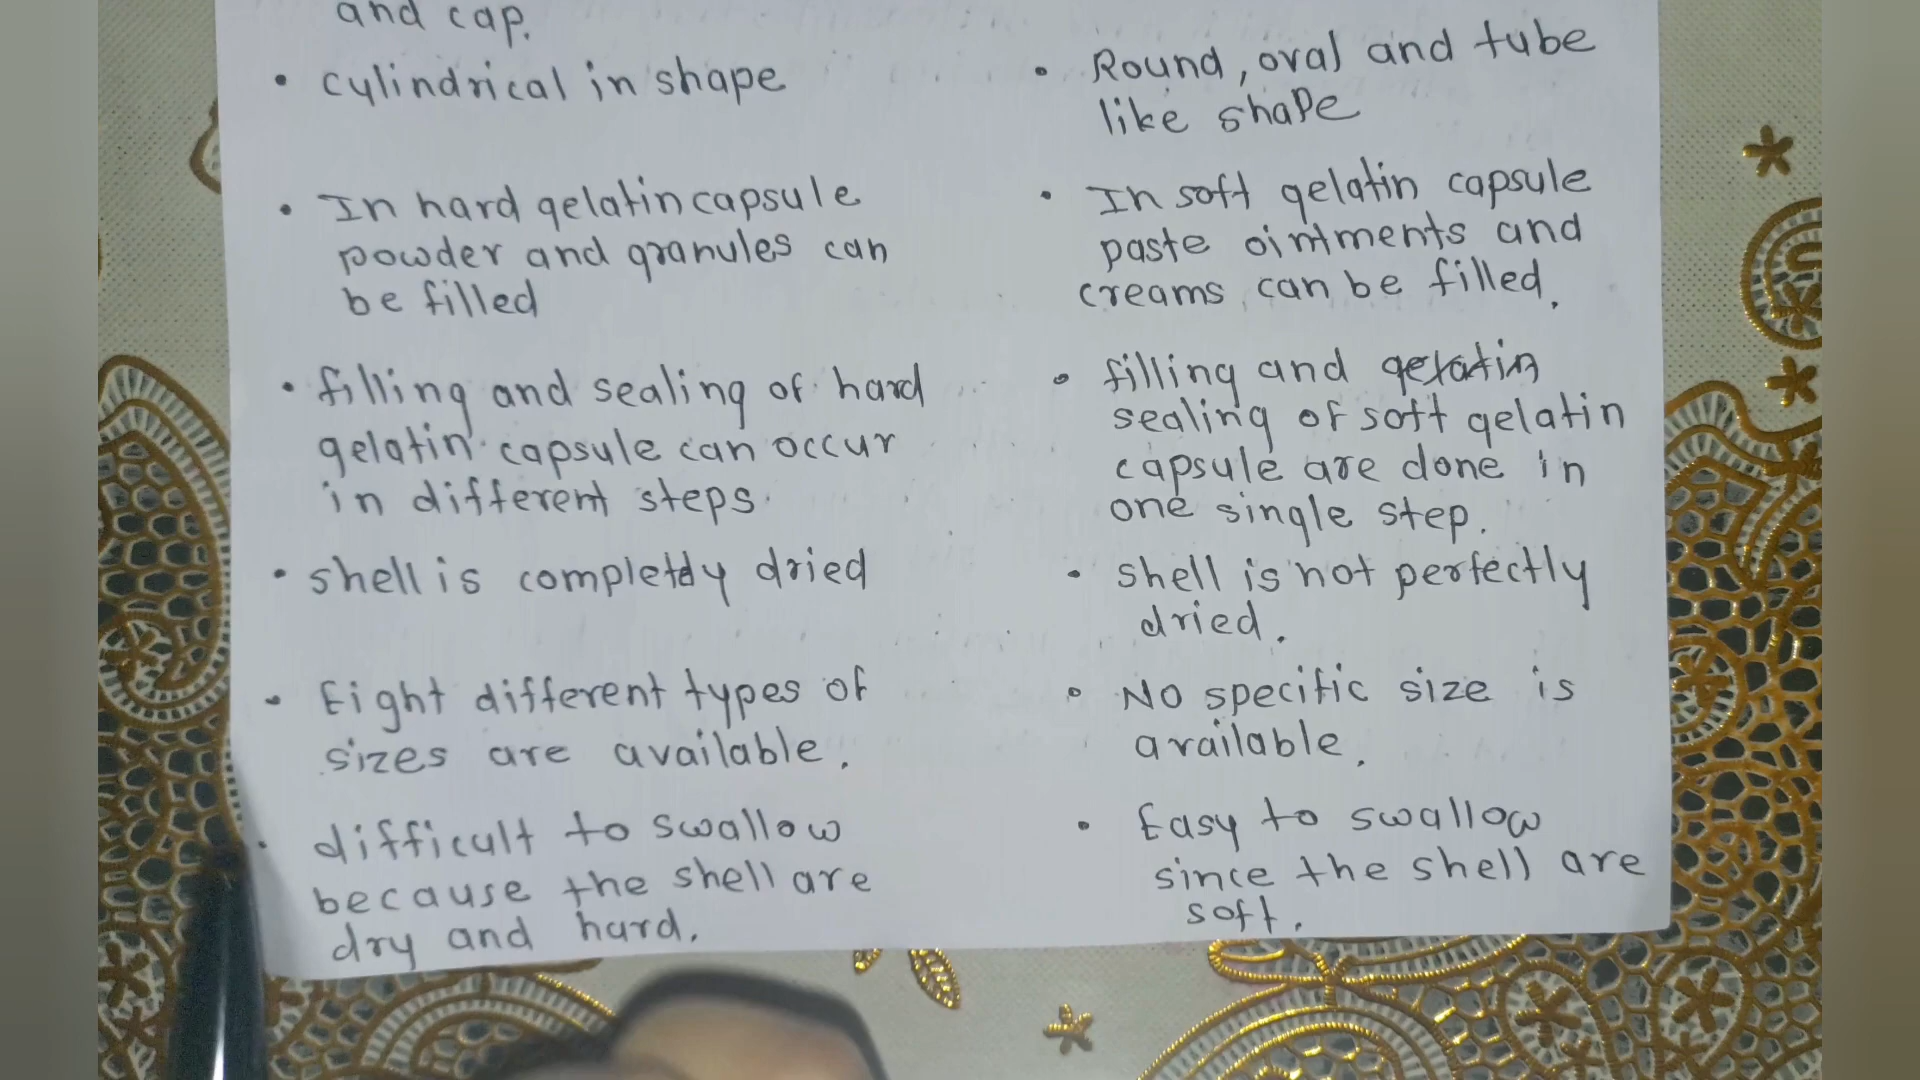 and cap.
• cylindrical in shape
• In hard gelatin capsule
powder and granules can
be filled
• filling and sealing of hard
gelatin capsule can occur
in different steps.
• shell is completely dried
• Eight different types of
sizes are available.
• difficult to swallow
because the shell are
dry and hard.
• Round, oval and tube
like shape
• In soft gelatin capsule
paste ointments and
creams can be filled.
• filling and gelatin
sealing of soft gelatin
capsule are done in
one single step.
• shell is not perfectly
dried.
• No specific size is
available.
• Easy to swallow
since the shell are
soft.